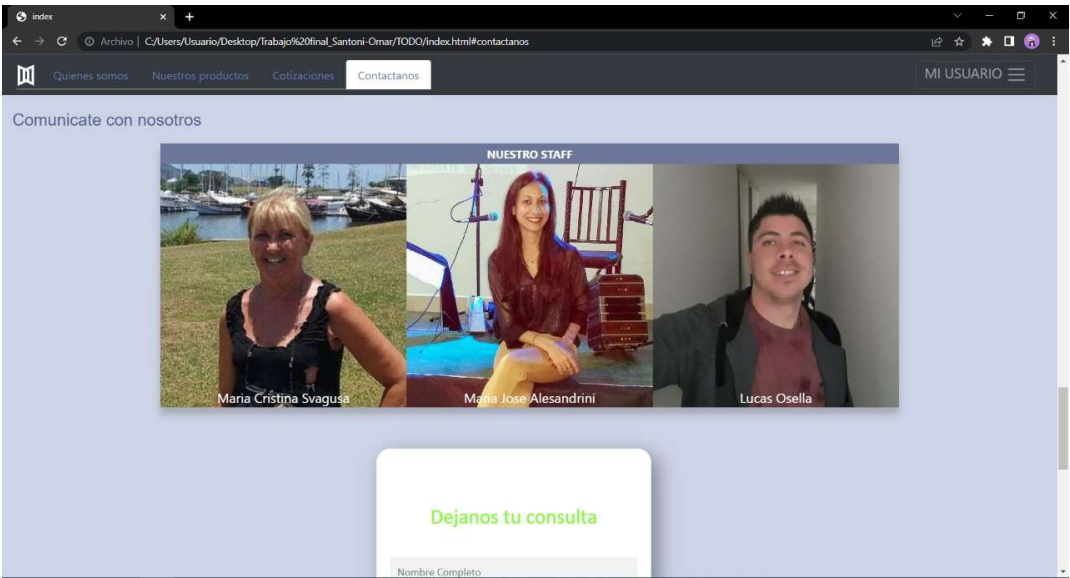 index
Archivo | C:/Users/Usuario/Desktop/Trabajo%20final_Santoni-Omar/TODO/index.html#contactanos
Quienes somos Nuestros productos Cotizaciones Contactanos MI USUARIO
Comunicate con nosotros
NUESTRO STAFF
Maria Cristina Svagusa Maria Jose Alesandrini Lucas Osella
Dejanos tu consulta
Nombre Completo